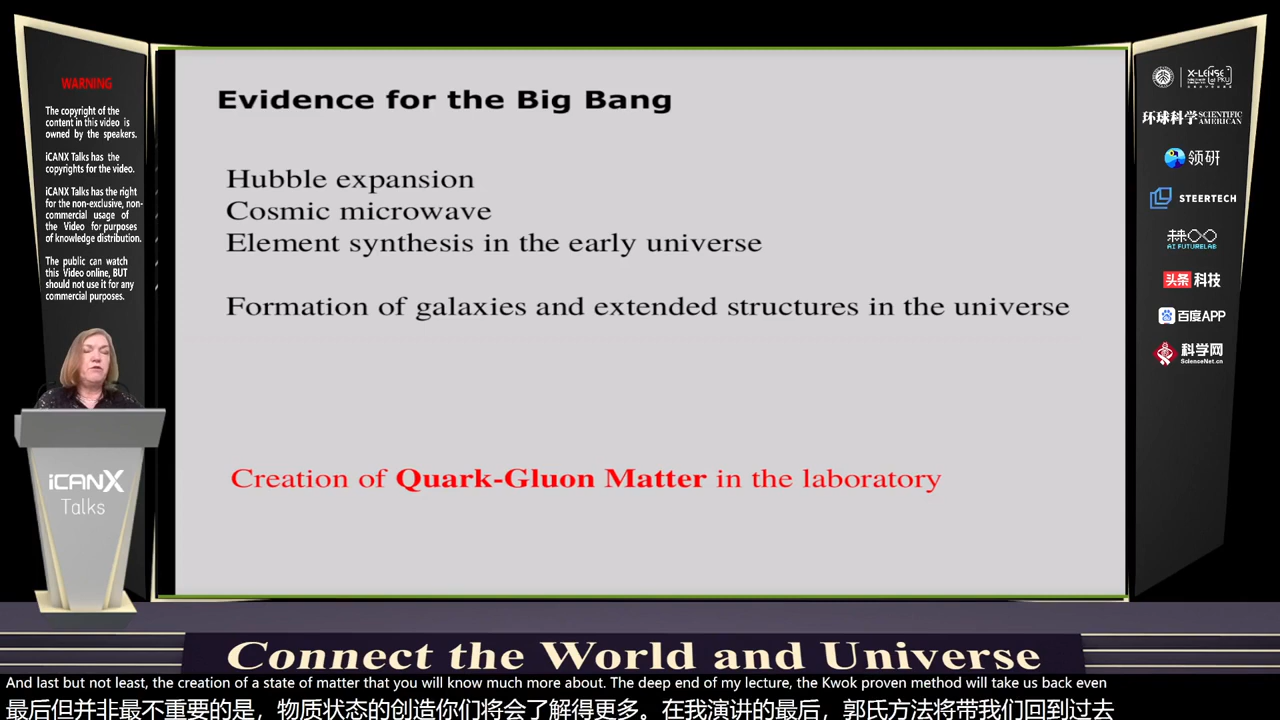 WARNING
The copyright of the
content in this video is
owned by the speakers.
iCANX Talks has the
copyrights for the video.
iCANX Talks has the right
for the non-exclusive, non-
commercial usage of
the Video for purposes
of knowledge distribution.
The public can watch
this Video online, BUT
should not use it for any
commercial purposes.
Evidence for the Big Bang
Hubble expansion
Cosmic microwave
Element synthesis in the early universe
Formation of galaxies and extended structures in the universe
Creation of Quark-Gluon Matter in the laboratory
X-LENSE
环球科学 SCIENTIFIC AMERICAN
领研
STEERTECH
AI FUTURELAB
头条 科技
百度APP
科学网
ScienceNet.cn
iCANX
Talks
Connect the World and Universe
And last but not least, the creation of a state of matter that you will know much more about. The deep end of my lecture, the Kwok proven method will take us back even
最后但并非最不重要的是，物质状态的创造你们将会了解得更多。在我演讲的最后，郭氏方法将带我们回到过去